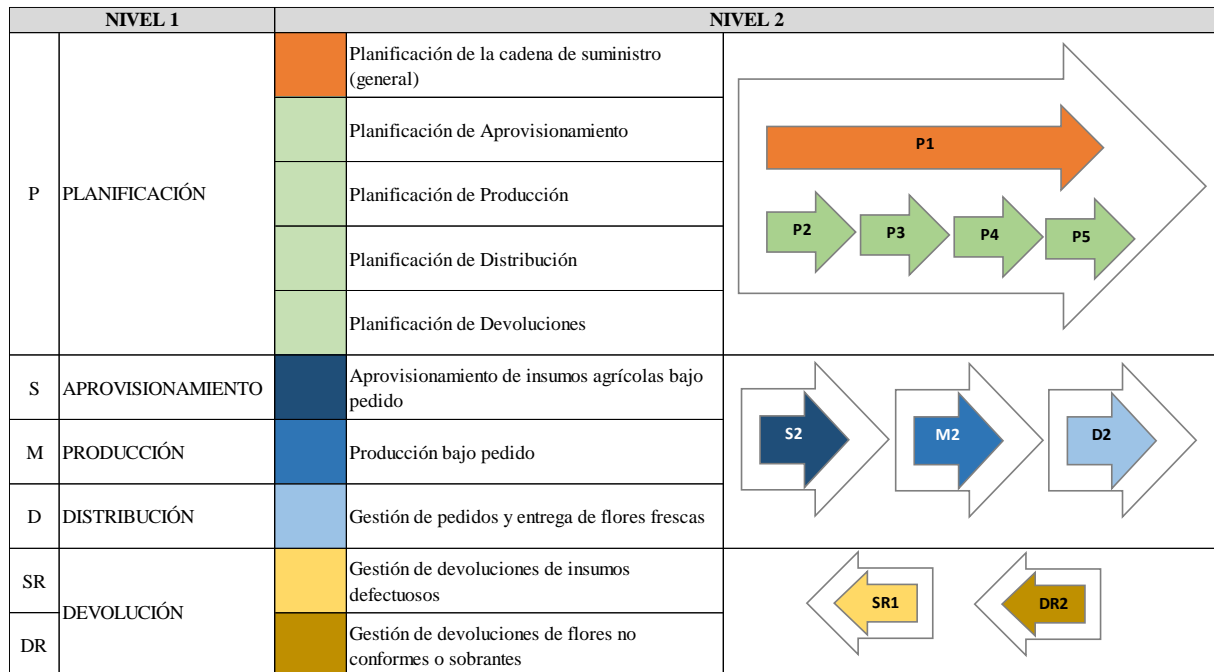 NIVEL 1
NIVEL 2
P
PLANIFICACIÓN
Planificación de la cadena de suministro
(general)
Planificación de Aprovisionamiento
Planificación de Producción
Planificación de Distribución
Planificación de Devoluciones
P1
P2
P3
P4
P5
S
APROVISIONAMIENTO
Aprovisionamiento de insumos agrícolas bajo
pedido
M
PRODUCCIÓN
Producción bajo pedido
D
DISTRIBUCIÓN
Gestión de pedidos y entrega de flores frescas
S2
M2
D2
SR
DEVOLUCIÓN
Gestión de devoluciones de insumos
defectuosos
DR
Gestión de devoluciones de flores no
conformes o sobrantes
SR1
DR2